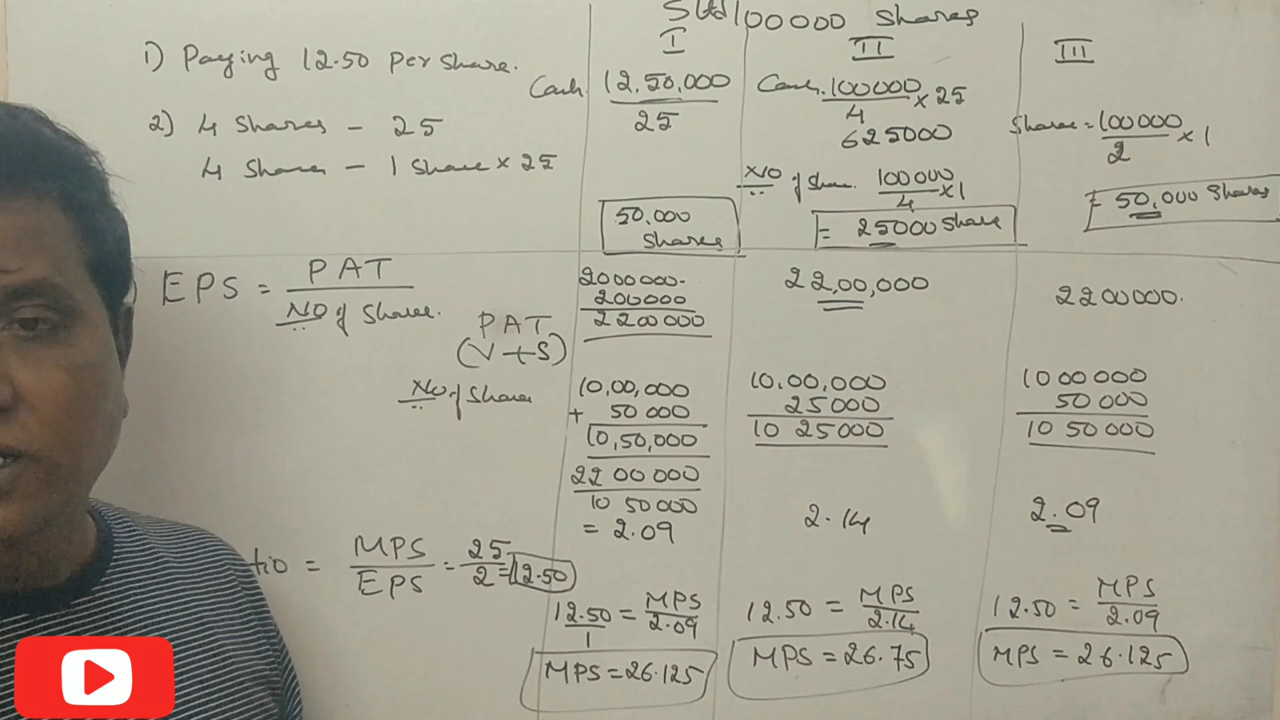 100000 shares
I II III
1) Paying 12.50 per share.
2) 4 Shares - 25
4 Share - 1 Share × 25
Cash. 12,50,000
25
50,000
Shares
Cash. 100000 × 25
4
625000
NO of Share. 100000 × 1
4
= 25000 Share
Shares = 100000 × 1
2
= 50,000 Shares
EPS = PAT
NO of Shares.
PAT
(V+S)
2000000.
200000
2200000
22,00,000
2200000.
No of Shares
10,00,000
+ 50000
10,50,000
10,00,000
25000
10 25000
1000000
50000
10 50000
2200000
10 50000
= 2.09
2.14
2.09
tio = MPS = 25 = 12.50
EPS 2
12.50 = MPS
1 2.09
MPS = 26.125
12.50 = MPS
2.14
MPS = 26.75
12.50 = MPS
2.09
MPS = 26.125